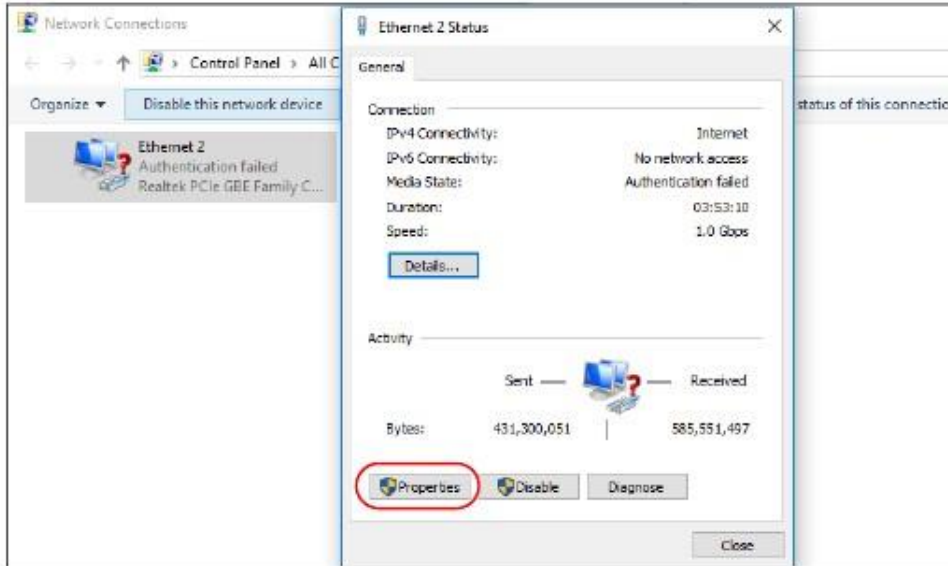 Network Connections
Control Panel > All C
Organize ▾ Disable this network device
status of this connectio
Ethernet 2
Authentication failed
Realtek PCIe GBE Family C...
Ethernet 2 Status
General
Connection
IPv4 Connectivity: Internet
IPv6 Connectivity: No network access
Media State: Authentication failed
Duration: 03:53:10
Speed: 1.0 Gbps
Details...
Activity
Sent Received
Bytes: 431,300,051 585,551,497
Properties Disable Diagnose
Close